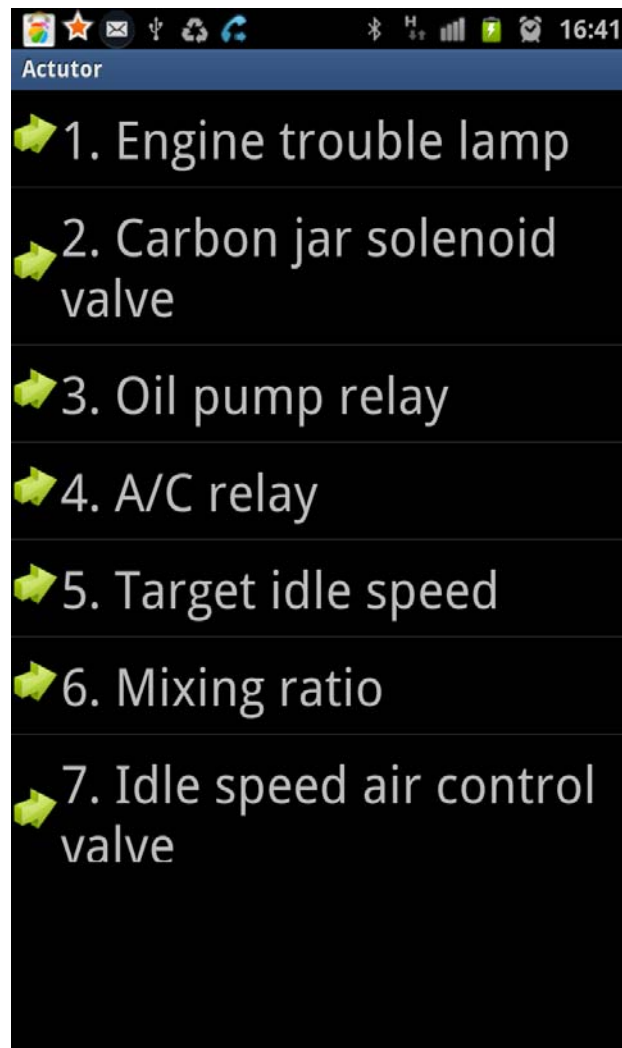 H
16:41
Actutor
1. Engine trouble lamp
2. Carbon jar solenoid
valve
3. Oil pump relay
4. A/C relay
5. Target idle speed
6. Mixing ratio
7. Idle speed air control
valve